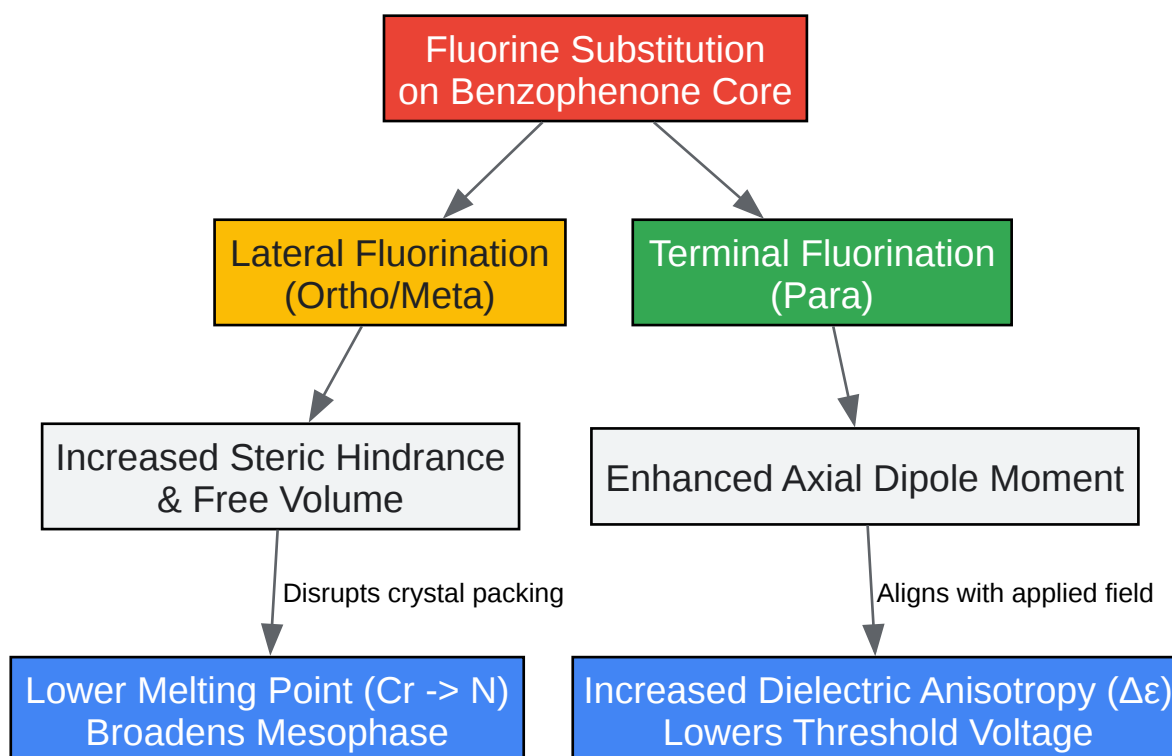 Fluorine Substitution
on Benzophenone Core
Lateral Fluorination
(Ortho/Meta)
Terminal Fluorination
(Para)
Increased Steric Hindrance
& Free Volume
Enhanced Axial Dipole Moment
Disrupts crystal packing
Aligns with applied field
Lower Melting Point (Cr -> N)
Broadens Mesophase
Increased Dielectric Anisotropy (Δε)
Lowers Threshold Voltage